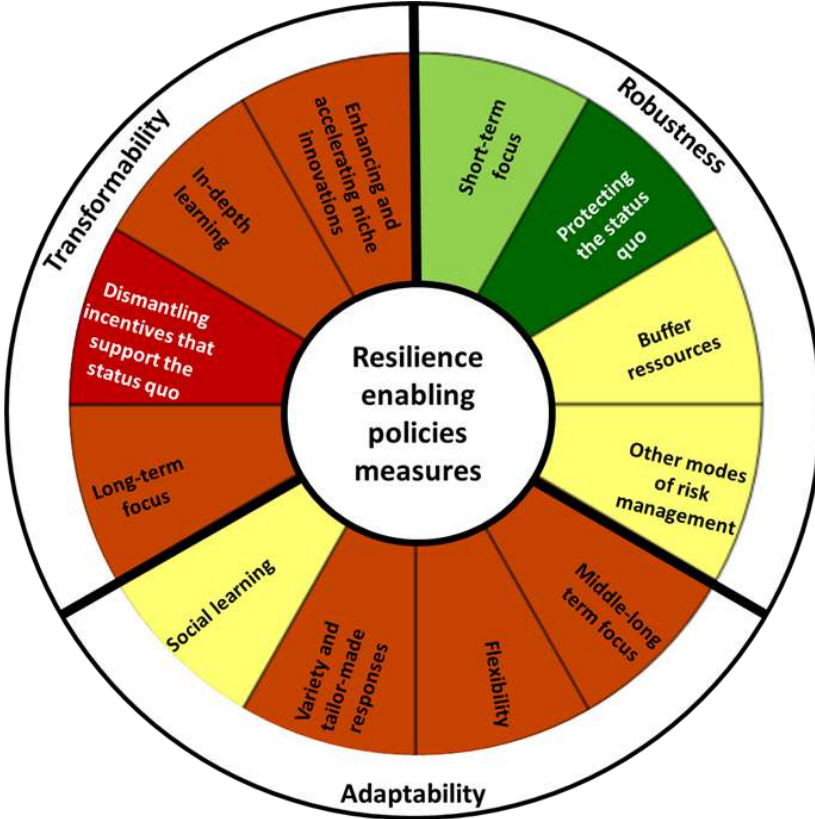 Transformability
Robustness
Adaptability
Resilience
enabling
policies
measures
Short-term
focus
Protecting
the status
quo
Buffer
ressources
Other modes
of risk
management
Middle-long
term focus
Flexibility
Variety and
tailor-made
responses
Social learning
Long-term
focus
Dismantling
incentives that
support the
status quo
In-depth
learning
Enhancing and
accelerating niche
innovations